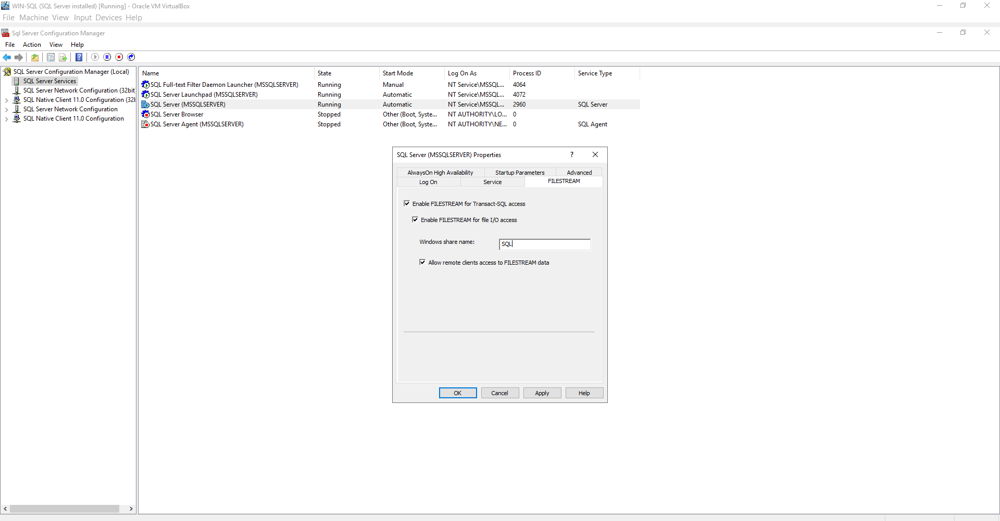 WIN-SQL (SQL Server installed) [Running] - Oracle VM VirtualBox
File Machine View Input Devices Help
Sql Server Configuration Manager
File Action View Help
SQL Server Configuration Manager (Local)
SQL Server Services
SQL Server Network Configuration (32bit
SQL Native Client 11.0 Configuration (32b
SQL Server Network Configuration
SQL Native Client 11.0 Configuration
Name State Start Mode Log On As Process ID Service Type
SQL Full-text Filter Daemon Launcher (MSSQLSERVER) Running Manual NT Service\MSSQL... 4064
SQL Server Launchpad (MSSQLSERVER) Running Automatic NT Service\MSSQL... 4072
SQL Server (MSSQLSERVER) Running Automatic NT Service\MSSQL... 2960 SQL Server
SQL Server Browser Stopped Other (Boot, Syste... NT AUTHORITY\LO... 0
SQL Server Agent (MSSQLSERVER) Stopped Other (Boot, Syste... NT AUTHORITY\NE... 0 SQL Agent
SQL Server (MSSQLSERVER) Properties ?
AlwaysOn High Availability Startup Parameters Advanced
Log On Service FILESTREAM
Enable FILESTREAM for Transact-SQL access
Enable FILESTREAM for file I/O access
Windows share name: SQL
Allow remote clients access to FILESTREAM data
OK Cancel Apply Help